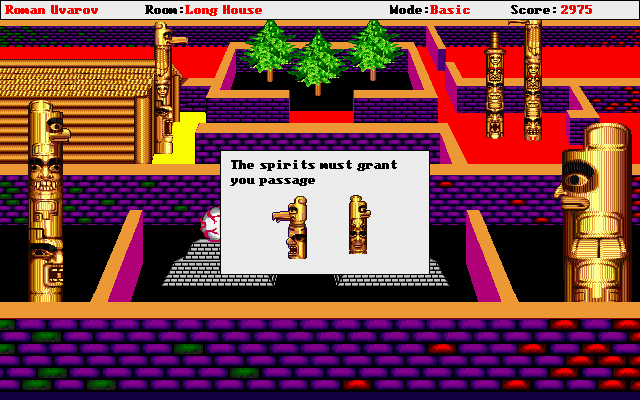 Roman Uvarov Room:Long House Mode:Basic Score: 2975
The spirits must grant
you passage